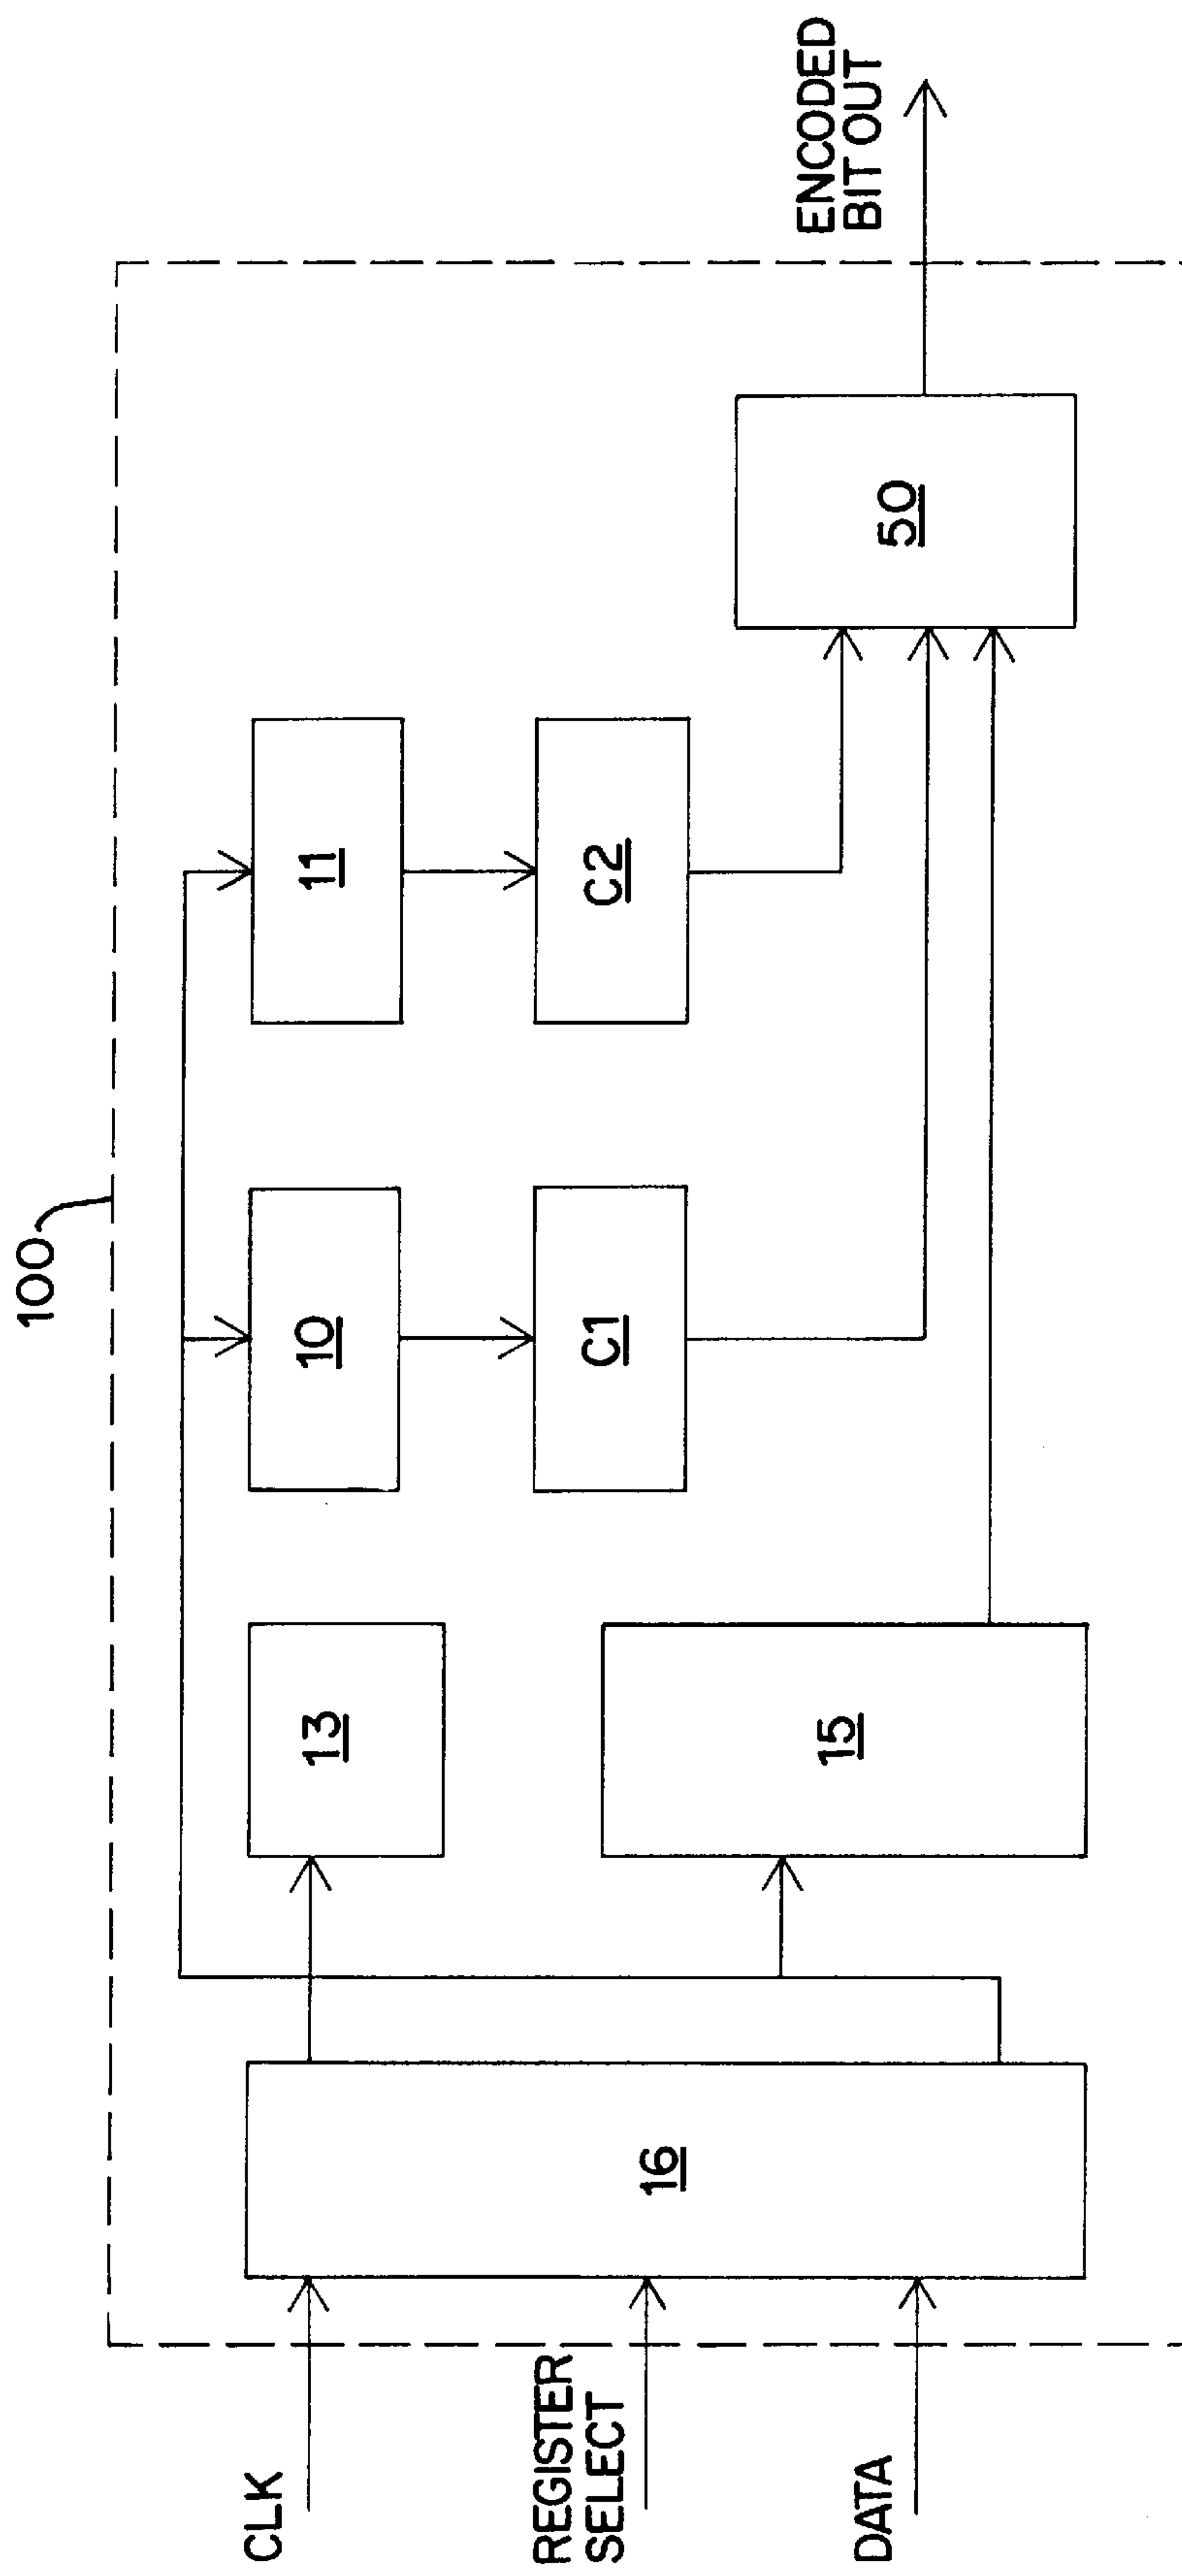 100
CLK
REGISTER
SELECT
DATA
16
13
15
10
C1
11
C2
50
ENCODED
BIT OUT